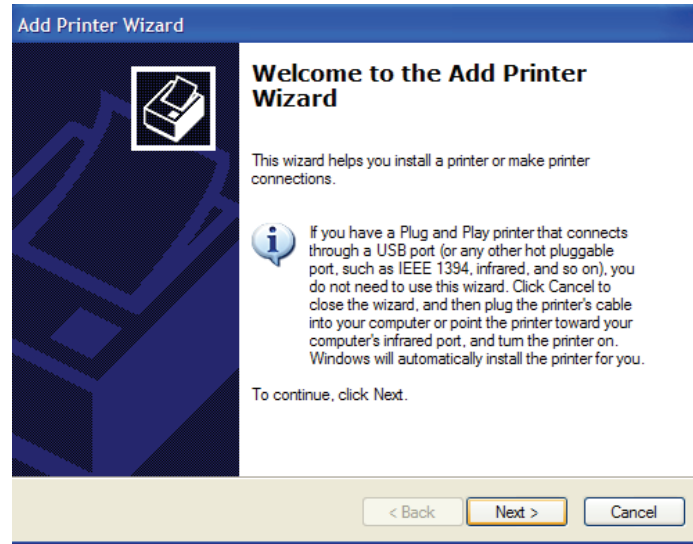 Add Printer Wizard
Welcome to the Add Printer
Wizard
This wizard helps you install a printer or make printer
connections.
If you have a Plug and Play printer that connects
through a USB port (or any other hot pluggable
port, such as IEEE 1394, infrared, and so on), you
do not need to use this wizard. Click Cancel to
close the wizard, and then plug the printer's cable
into your computer or point the printer toward your
computer's infrared port, and turn the printer on.
Windows will automatically install the printer for you.
To continue, click Next.
< Back Next > Cancel